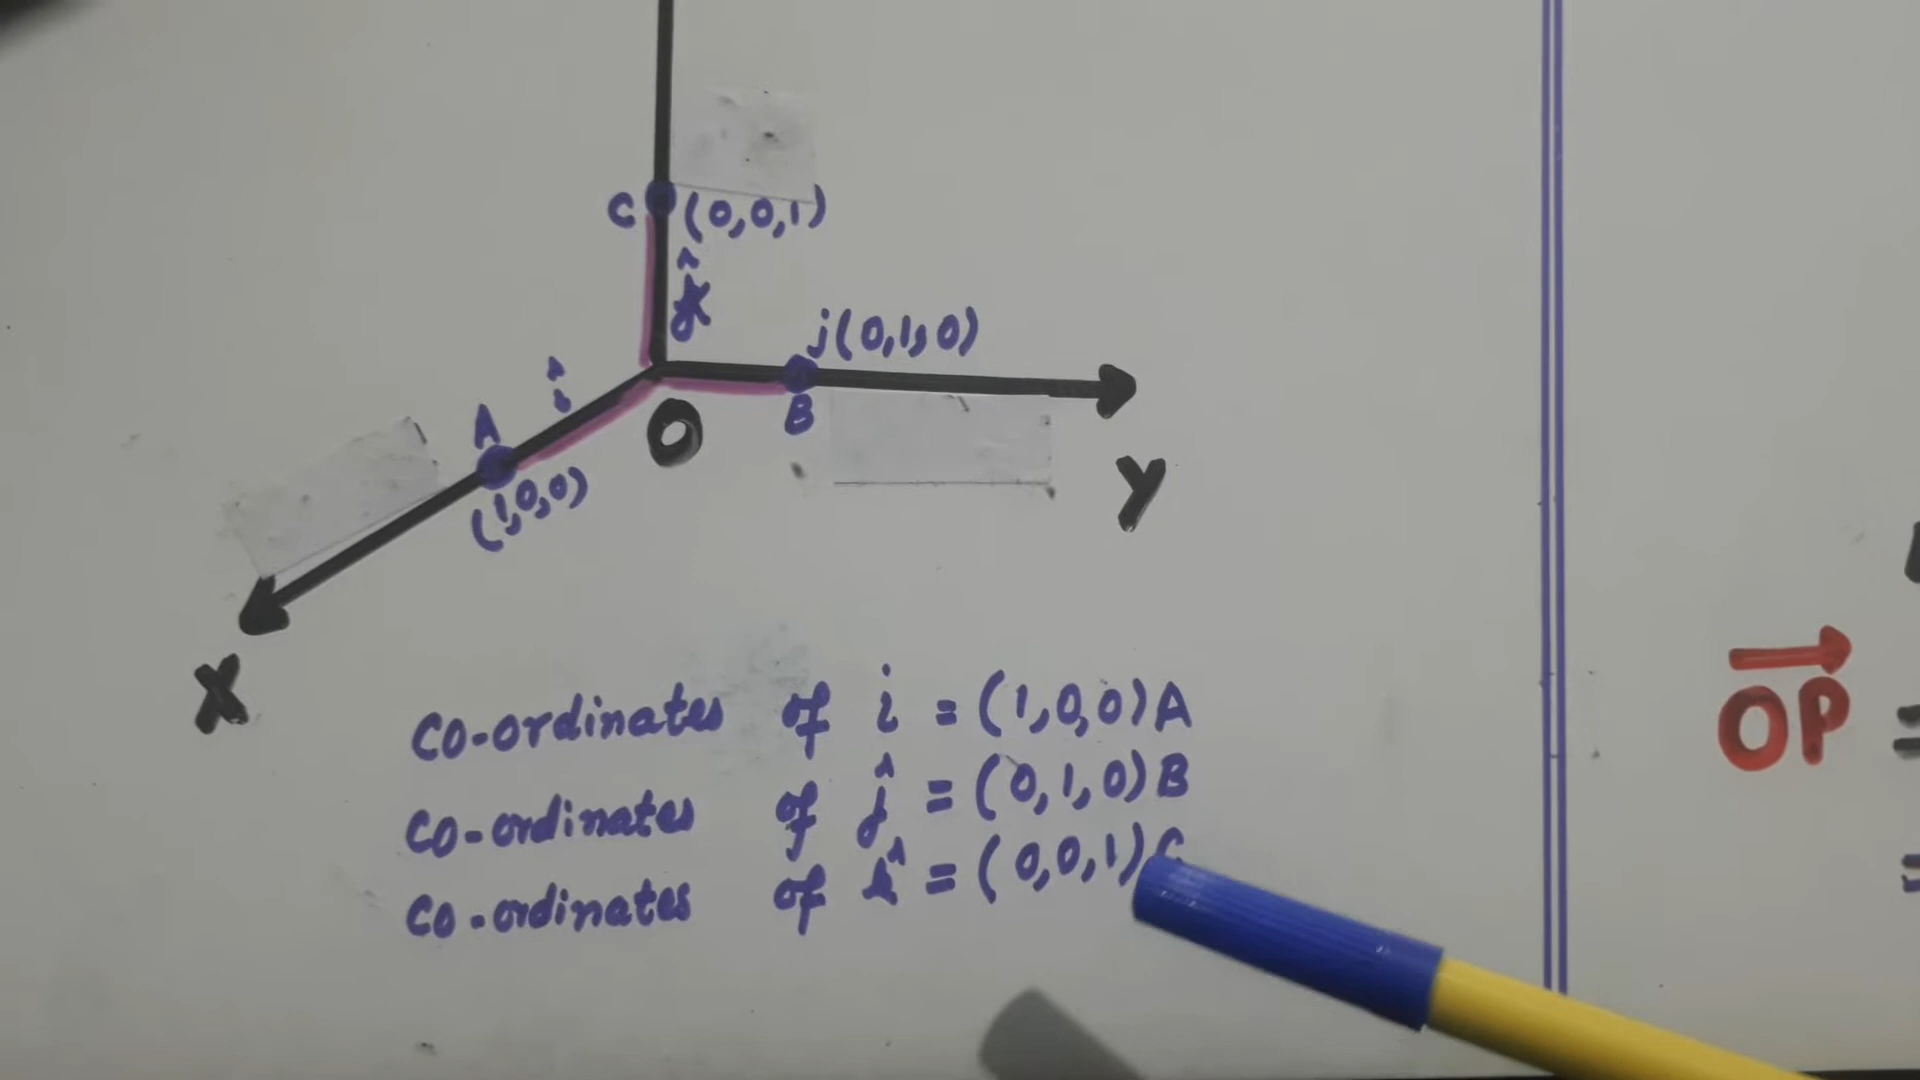 C (0,0,1)
k̂
j(0,1,0)
î
A
B
O
(1,0,0)
Y
X
Co-ordinates of i = (1,0,0)A
Co-ordinates of ĵ = (0,1,0)B
Co-ordinates of k̂ = (0,0,1)C
OP =
=